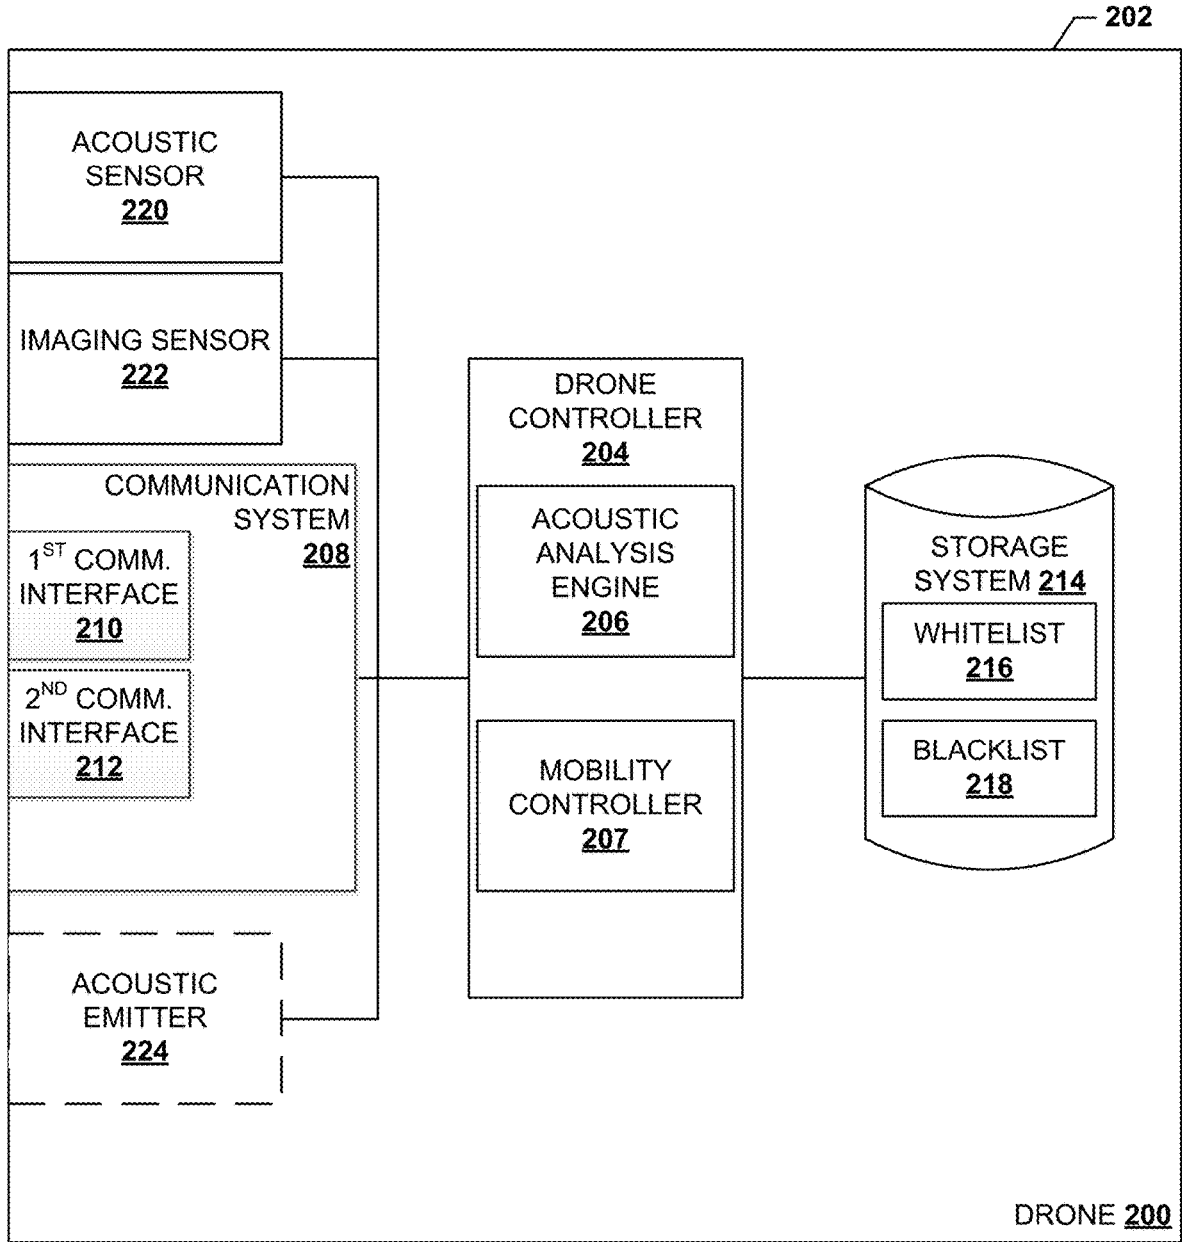 202
ACOUSTIC
SENSOR
220
IMAGING SENSOR
222
COMMUNICATION
SYSTEM
208
1ST COMM.
INTERFACE
210
2ND COMM.
INTERFACE
212
ACOUSTIC
EMITTER
224
DRONE
CONTROLLER
204
ACOUSTIC
ANALYSIS
ENGINE
206
MOBILITY
CONTROLLER
207
STORAGE
SYSTEM 214
WHITELIST
216
BLACKLIST
218
DRONE 200